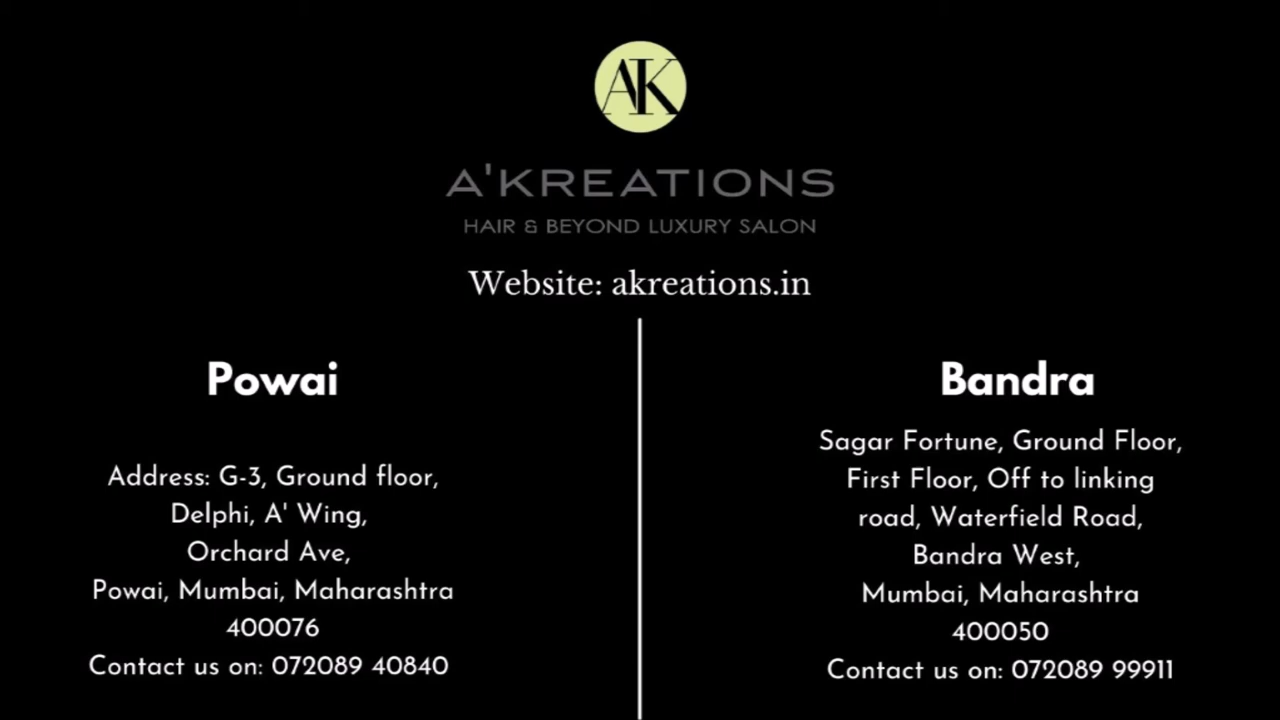 AK
A'KREATIONS
HAIR & BEYOND LUXURY SALON
Website: akreations.in
Powai
Address: G-3, Ground floor,
Delphi, A' Wing,
Orchard Ave,
Powai, Mumbai, Maharashtra
400076
Contact us on: 072089 40840
Bandra
Sagar Fortune, Ground Floor,
First Floor, Off to linking
road, Waterfield Road,
Bandra West,
Mumbai, Maharashtra
400050
Contact us on: 072089 99911